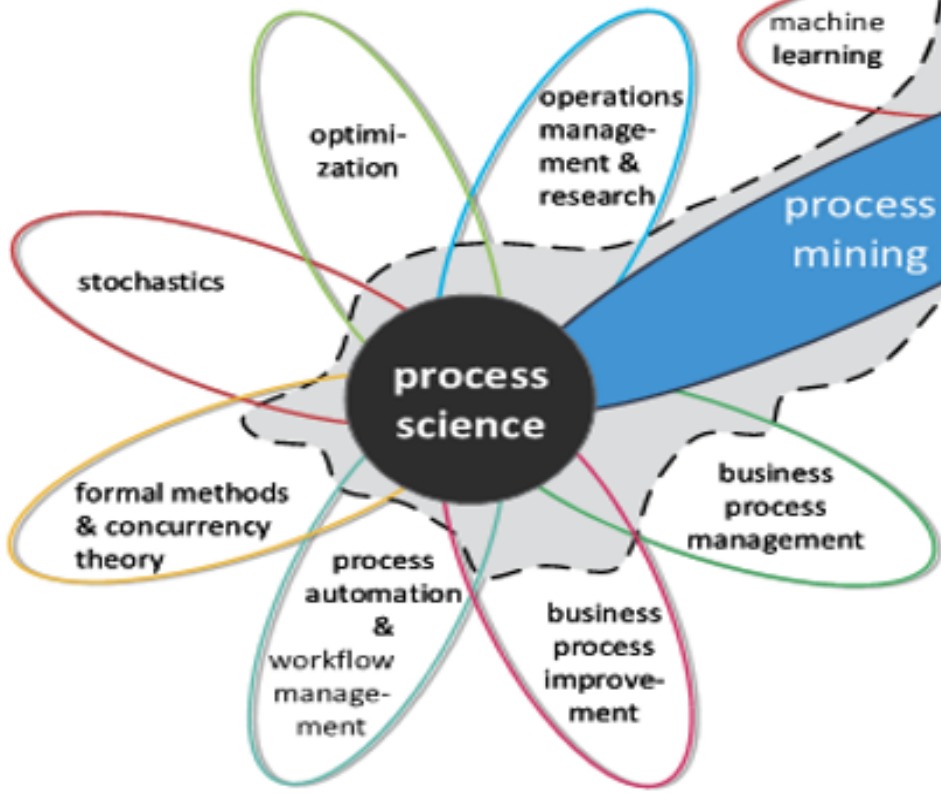 machine
learning
operations
manage-
ment &
research
optimi-
zation
process
mining
stochastics
process
science
business
process
management
formal methods
& concurrency
theory
process
automation
&
workflow
manage-
ment
business
process
improve-
ment